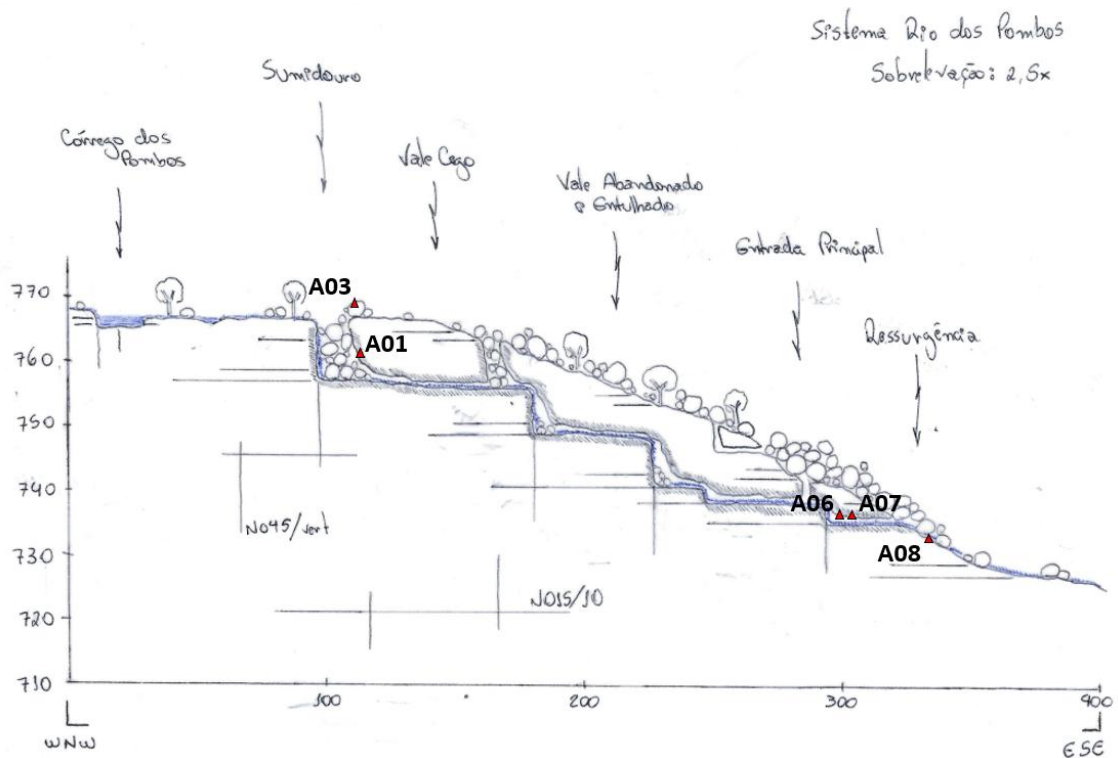 Sistema Rio dos Pombos
Sobrelevação: 2,5x
Sumidouro
Córrego dos
Pombos
Vale Cego
Vale Abandonado
e Entulhado
Entrada Principal
Ressurgência
770
760
750
740
730
720
710
A03
A01
A06
A07
A08
N045/vert
N015/10
100
200
300
400
WNW
ESE